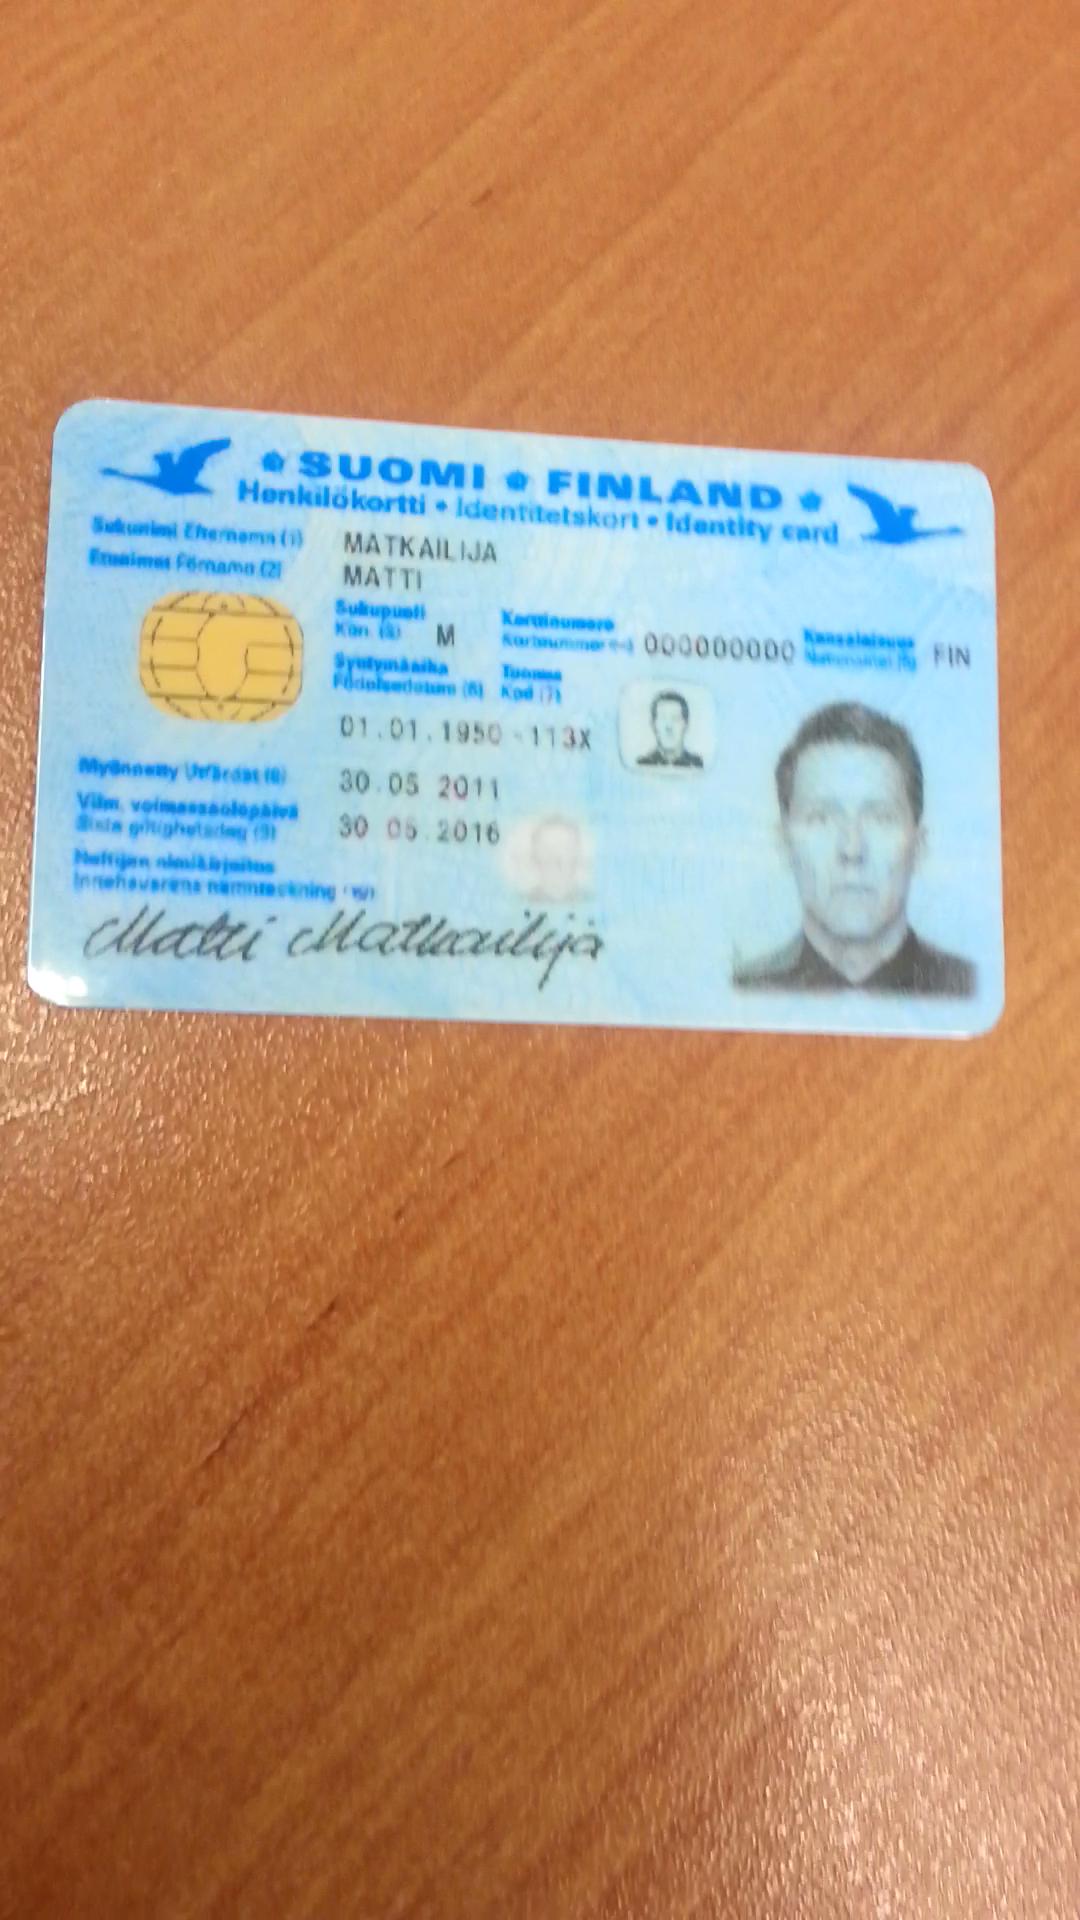 SUOMI FINLAND
Henkilökortti • Identitetskort • Identity card
Sukunimi Efternamn (1) MATKAILIJA
Etunimet Förnamn (2) MATTI
Sukupuoli
Kön (3) M
Korttinumero
Kortnummer 000000000
Kansalaisuus
Nationalitet (5) FIN
Syntymäaika
Födelsedatum (6)
Tunnus
Kod (7)
01.01.1950 -113X
Myönnetty Utfärdat (8) 30.05 2011
Viim. voimassaolopäivä
Sista giltighetsdag (9) 30 05.2016
Haltijan nimikirjoitus
Innehavarens namnteckning
Matti Matkailija